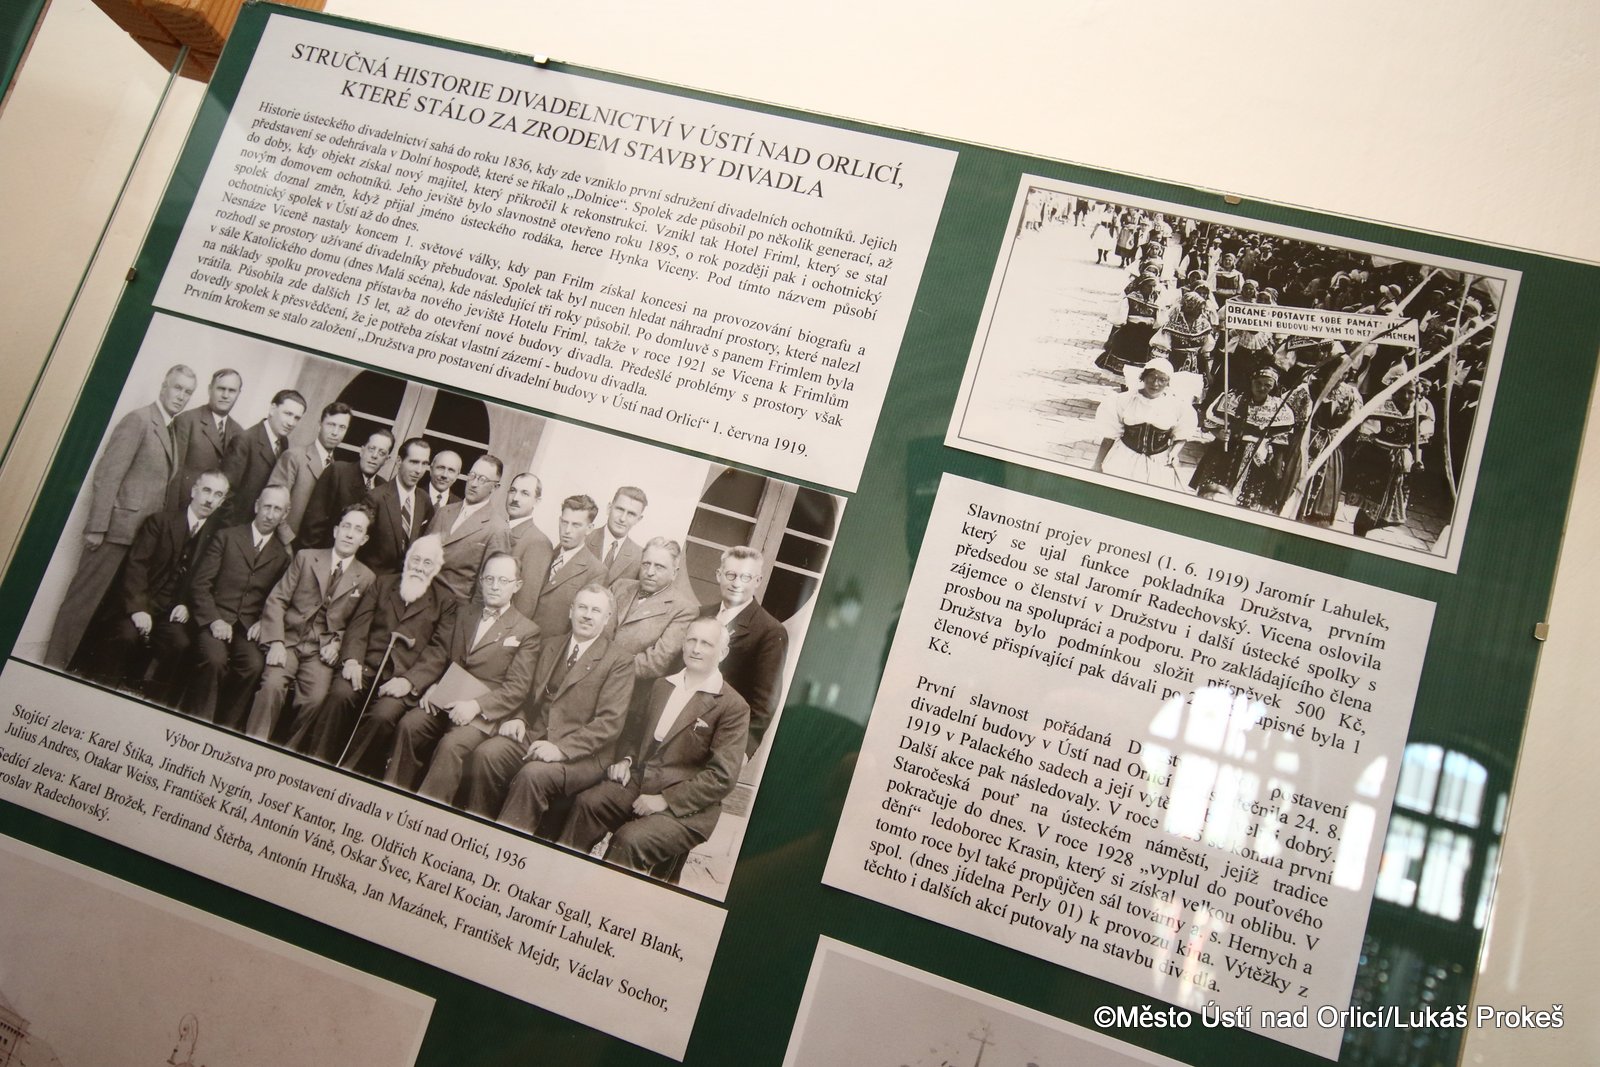 STRUČNÁ HISTORIE DIVADELNICTVÍ V ÚSTÍ NAD ORLICÍ,
KTERÉ STÁLO ZA ZRODEM STAVBY DIVADLA
Historie ústeckého divadelnictví sahá do roku 1836, kdy zde vzniklo první sdružení divadelních ochotníků. Jejich
představení se odehrávala v Dolní hospodě, které se říkalo „Dolnice". Spolek zde působil po několik generací, až
do doby, kdy objekt získal nový majitel, který přikročil k rekonstrukci. Vznikl tak Hotel Friml, který se stal
novým domovem ochotníků. Jeho jeviště bylo slavnostně otevřeno roku 1895, o rok později pak i ochotnický
spolek doznal změn, když přijal jméno ústeckého rodáka, herce Hynka Viceny. Pod tímto názvem působí
ochotnický spolek v Ústí až do dnes.
Nesnáze Viceně nastaly koncem 1. světové války, kdy pan Frilm získal koncesi na provozování biografu a
rozhodl se prostory užívané divadelníky přebudovat. Spolek tak byl nucen hledat náhradní prostory, které nalezl
v sále Katolického domu (dnes Malá scéna), kde následující tři roky působil. Po domluvě s panem Frimlem byla
na náklady spolku provedena přístavba nového jeviště Hotelu Friml, takže v roce 1921 se Vicena k Frimlům
vrátila. Působila zde dalších 15 let, až do otevření nové budovy divadla. Předešlé problémy s prostory však
dovedly spolek k přesvědčení, že je potřeba získat vlastní zázemí - budovu divadla.
Prvním krokem se stalo založení „Družstva pro postavení divadelní budovy v Ústí nad Orlicí" 1. června 1919.
OBČANÉ POSTAVTE SOBĚ
DIVADELNÍ BUDOVU MY VÁM TO
Slavnostní projev pronesl (1. 6. 1919) Jaromír Lahulek,
který se ujal funkce pokladníka Družstva, prvním
předsedou se stal Jaromír Radechovský. Vicena oslovila
zájemce o členství v Družstvu i další ústecké spolky s
prosbou na spolupráci a podporu. Pro zakládajícího člena
Družstva bylo podmínkou složit příspěvek 500 Kč,
členové přispívající pak dávali po zápisné byla 1
Kč.
První slavnost pořádaná postavení
divadelní budovy v Ústí nad Orlicí 24. 8.
1919 v Palackého sadech a její velmi dobrý.
Další akce pak následovaly. V roce se konala první
Staročeská pouť na ústeckém náměstí, jejíž tradice
pokračuje do dnes. V roce 1928 „vyplul do pouťového
dění" ledoborec Krasin, který si získal velkou oblibu. V
tomto roce byl také propůjčen sál továrny a. s. Hernych a
spol. (dnes jídelna Perly 01) k provozu kina. Výtěžky z
těchto i dalších akcí putovaly na stavbu divadla.
Výbor Družstva pro postavení divadla v Ústí nad Orlicí, 1936
Stojící zleva: Karel Štika, Jindřich Nygrín, Josef Kantor, Ing. Oldřich Kociana, Dr. Otakar Sgall, Karel Blank,
Julius Andres, Otakar Weiss, František Král, Antonín Váně, Oskar Švec, Karel Kocian, Jaromír Lahulek.
Sedící zleva: Karel Brožek, Ferdinand Štěrba, Antonín Hruška, Jan Mazánek, František Mejdr, Václav Sochor,
roslav Radechovský.
©Město Ústí nad Orlicí/Lukáš Prokeš